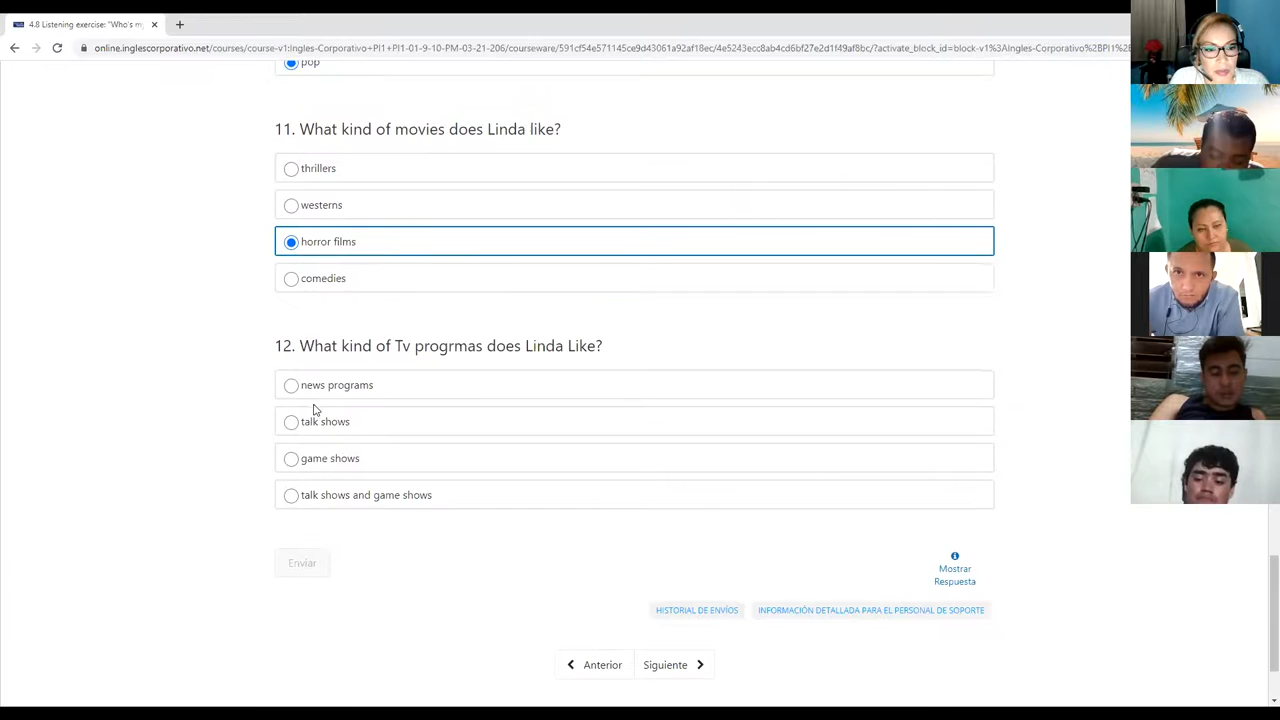 4.8 Listening exercise: "Who's m
online.inglescorporativo.net/courses/course-v1:Ingles-Corporativo+PI1+PI1-01-9-10-PM-03-21-206/courseware/591cf54e571145ce9d43061a92af18ec/4e5243ecc8ab4cd6bf27e2d1f49af8bc/?activate_block_id=block-v1%3AIngles-Corporativo%2BPI1%2B
pop
11. What kind of movies does Linda like?
thrillers
westerns
horror films
comedies
12. What kind of Tv progrmas does Linda Like?
news programs
talk shows
game shows
talk shows and game shows
Enviar
Mostrar
Respuesta
HISTORIAL DE ENVÍOS
INFORMACIÓN DETALLADA PARA EL PERSONAL DE SOPORTE
Anterior
Siguiente